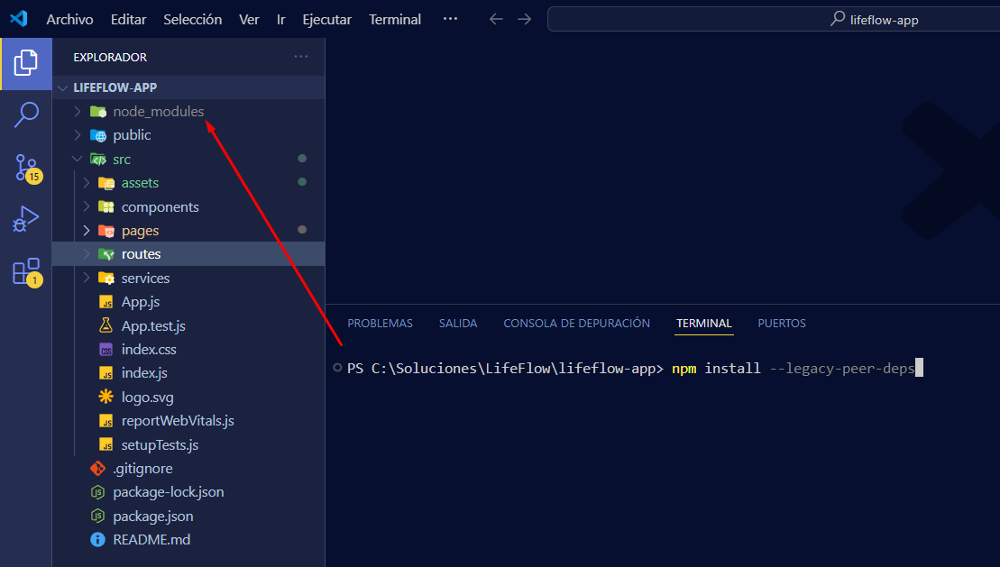 Archivo Editar Selección Ver Ir Ejecutar Terminal ··· lifeflow-app
EXPLORADOR ···
LIFEFLOW-APP
node_modules
public
src
assets
components
pages
routes
services
App.js
App.test.js
index.css
index.js
logo.svg
reportWebVitals.js
setupTests.js
.gitignore
package-lock.json
package.json
README.md
15
1
PROBLEMAS SALIDA CONSOLA DE DEPURACIÓN TERMINAL PUERTOS
PS C:\Soluciones\LifeFlow\lifeflow-app> npm install --legacy-peer-deps